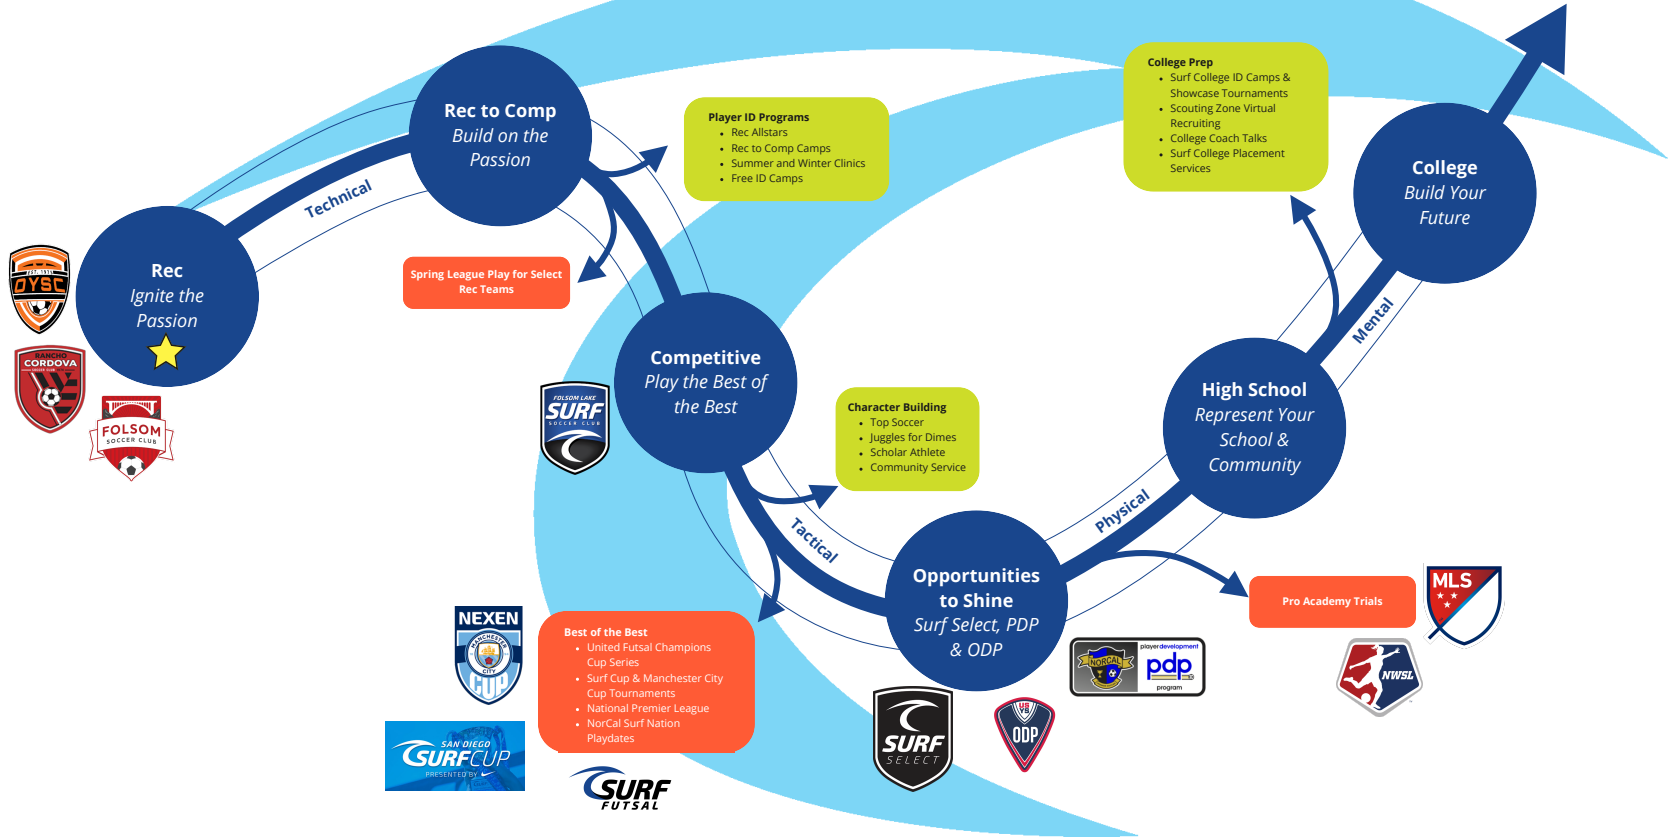 Rec
Ignite the
Passion
DYSC
RANCHO
CORDOVA
SOCCER CLUB
FOLSOM
SOCCER CLUB
Technical
Rec to Comp
Build on the
Passion
Player ID Programs
• Rec Allstars
• Rec to Comp Camps
• Summer and Winter Clinics
• Free ID Camps
Spring League Play for Select
Rec Teams
Competitive
Play the Best of
the Best
FOLSOM LAKE
SURF
SOCCER CLUB
Character Building
• Top Soccer
• Juggles for Dimes
• Scholar Athlete
• Community Service
Tactical
Best of the Best
• United Futsal Champions
Cup Series
• Surf Cup & Manchester City
Cup Tournaments
• National Premier League
• NorCal Surf Nation
Playdates
NEXEN
MANCHESTER
CITY
CUP
SAN DIEGO
SURFCUP
PRESENTED BY
SURF
FUTSAL
Opportunities
to Shine
Surf Select, PDP
& ODP
SURF
SELECT
US
YS
ODP
NORCAL
playerdevelopment
pdp
program
Physical
Pro Academy Trials
MLS
NWSL
High School
Represent Your
School &
Community
Mental
College Prep
• Surf College ID Camps &
Showcase Tournaments
• Scouting Zone Virtual
Recruiting
• College Coach Talks
• Surf College Placement
Services
College
Build Your
Future